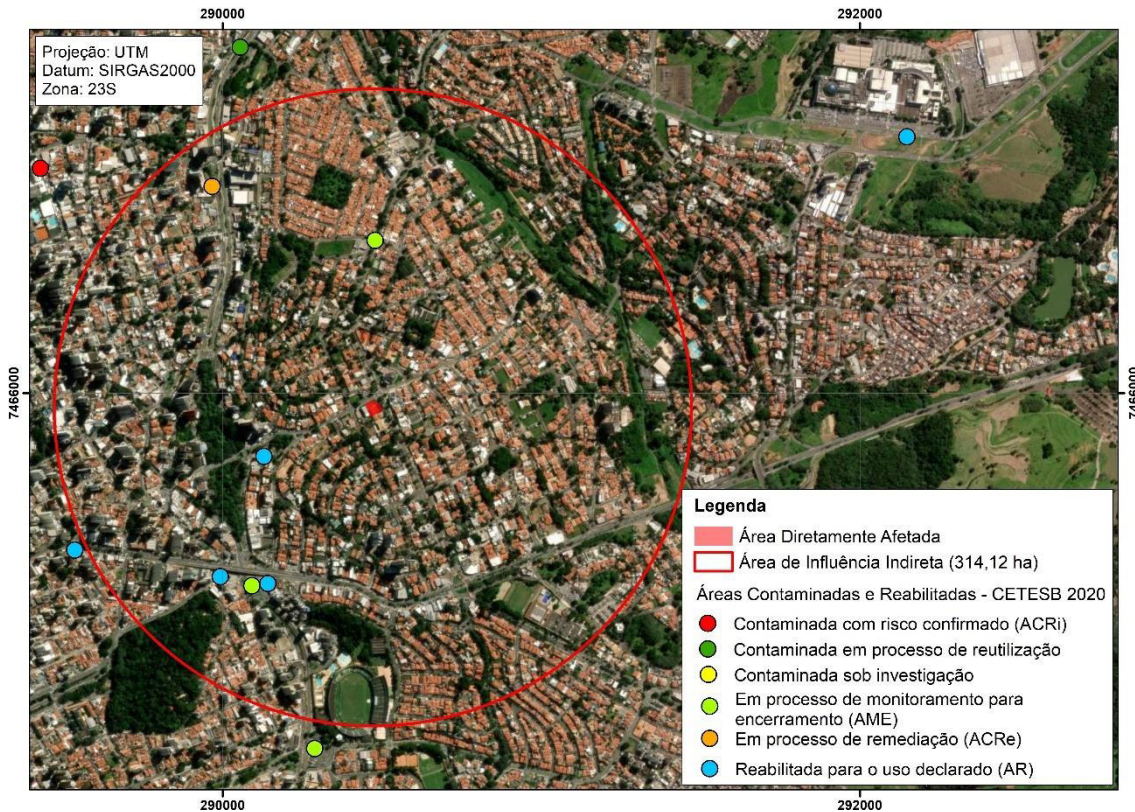 290000
292000
Projeção: UTM
Datum: SIRGAS2000
Zona: 23S
7466000
7466000
Legenda
Área Diretamente Afetada
Área de Influência Indireta (314,12 ha)
Áreas Contaminadas e Reabilitadas - CETESB 2020
Contaminada com risco confirmado (ACRi)
Contaminada em processo de reutilização
Contaminada sob investigação
Em processo de monitoramento para
encerramento (AME)
Em processo de remediação (ACRe)
Reabilitada para o uso declarado (AR)
290000
292000